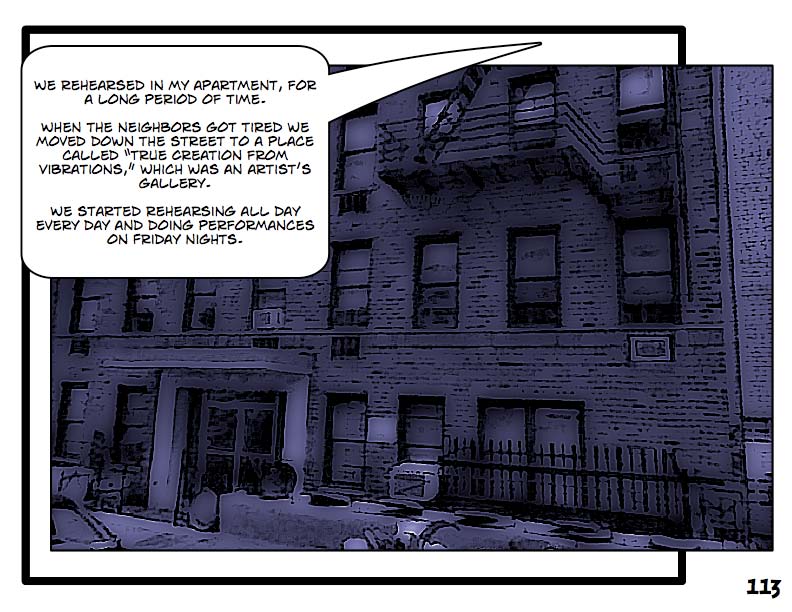 WE REHEARSED IN MY APARTMENT, FOR
A LONG PERIOD OF TIME.
WHEN THE NEIGHBORS GOT TIRED WE
MOVED DOWN THE STREET TO A PLACE
CALLED "TRUE CREATION FROM
VIBRATIONS," WHICH WAS AN ARTIST'S
GALLERY.
WE STARTED REHEARSING ALL DAY
EVERY DAY AND DOING PERFORMANCES
ON FRIDAY NIGHTS.
113